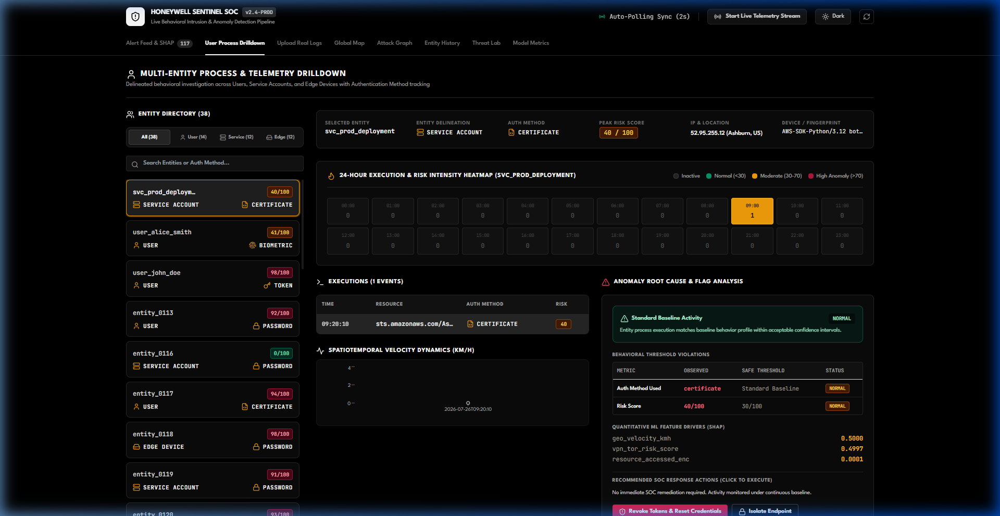 HONEYWELL SENTINEL SOC v2.4-PROD
Live Behavioral Intrusion & Anomaly Detection Pipeline
Auto-Polling Sync (2s)
Start Live Telemetry Stream
Dark
Alert Feed & SHAP 117
User Process Drilldown
Upload Real Logs
Global Map
Attack Graph
Entity History
Threat Lab
Model Metrics
MULTI-ENTITY PROCESS & TELEMETRY DRILLDOWN
Delineated behavioral investigation across Users, Service Accounts, and Edge Devices with Authentication Method tracking
ENTITY DIRECTORY (38)
All (38) User (14) Service (12) Edge (12)
Search Entities or Auth Method...
svc_prod_deploym… 40/100
SERVICE ACCOUNT CERTIFICATE
user_alice_smith 41/100
USER BIOMETRIC
user_john_doe 98/100
USER TOKEN
entity_0113 92/100
USER PASSWORD
entity_0116 0/100
SERVICE ACCOUNT PASSWORD
entity_0117 94/100
USER CERTIFICATE
entity_0118 98/100
EDGE DEVICE PASSWORD
entity_0119 91/100
SERVICE ACCOUNT PASSWORD
entity_0120 93/100
SELECTED ENTITY
svc_prod_deployment
ENTITY DELINEATION
SERVICE ACCOUNT
AUTH METHOD
CERTIFICATE
PEAK RISK SCORE
40 / 100
IP & LOCATION
52.95.255.12 (Ashburn, US)
DEVICE / FINGERPRINT
AWS-SDK-Python/3.12 bot…
24-HOUR EXECUTION & RISK INTENSITY HEATMAP (SVC_PROD_DEPLOYMENT)
Inactive Normal (<30) Moderate (30-70) High Anomaly (>70)
00:00 01:00 02:00 03:00 04:00 05:00 06:00 07:00 08:00 09:00 10:00 11:00
0 0 0 0 0 0 0 0 0 1 0 0
12:00 13:00 14:00 15:00 16:00 17:00 18:00 19:00 20:00 21:00 22:00 23:00
0 0 0 0 0 0 0 0 0 0 0 0
EXECUTIONS (1 EVENTS)
TIME RESOURCE AUTH METHOD RISK
09:20:10 sts.amazonaws.com/As… CERTIFICATE 40
SPATIOTEMPORAL VELOCITY DYNAMICS (KM/H)
4
2
0
2026-07-26T09:20:10
ANOMALY ROOT CAUSE & FLAG ANALYSIS
Standard Baseline Activity NORMAL
Entity process execution matches baseline behavior profile within acceptable confidence intervals.
BEHAVIORAL THRESHOLD VIOLATIONS
METRIC OBSERVED SAFE THRESHOLD STATUS
Auth Method Used certificate Standard Baseline NORMAL
Risk Score 40/100 30/100 NORMAL
QUANTITATIVE ML FEATURE DRIVERS (SHAP)
geo_velocity_kmh 0.5000
vpn_tor_risk_score 0.4997
resource_accessed_enc 0.0001
RECOMMENDED SOC RESPONSE ACTIONS (CLICK TO EXECUTE)
No immediate SOC remediation required. Activity monitored under continuous baseline.
Revoke Tokens & Reset Credentials
Isolate Endpoint